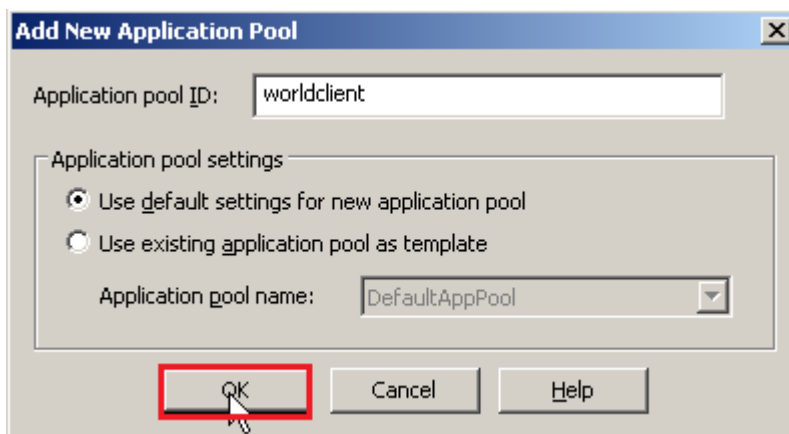 Add New Application Pool
Application pool ID: worldclient
Application pool settings
Use default settings for new application pool
Use existing application pool as template
Application pool name: DefaultAppPool
OK Cancel Help